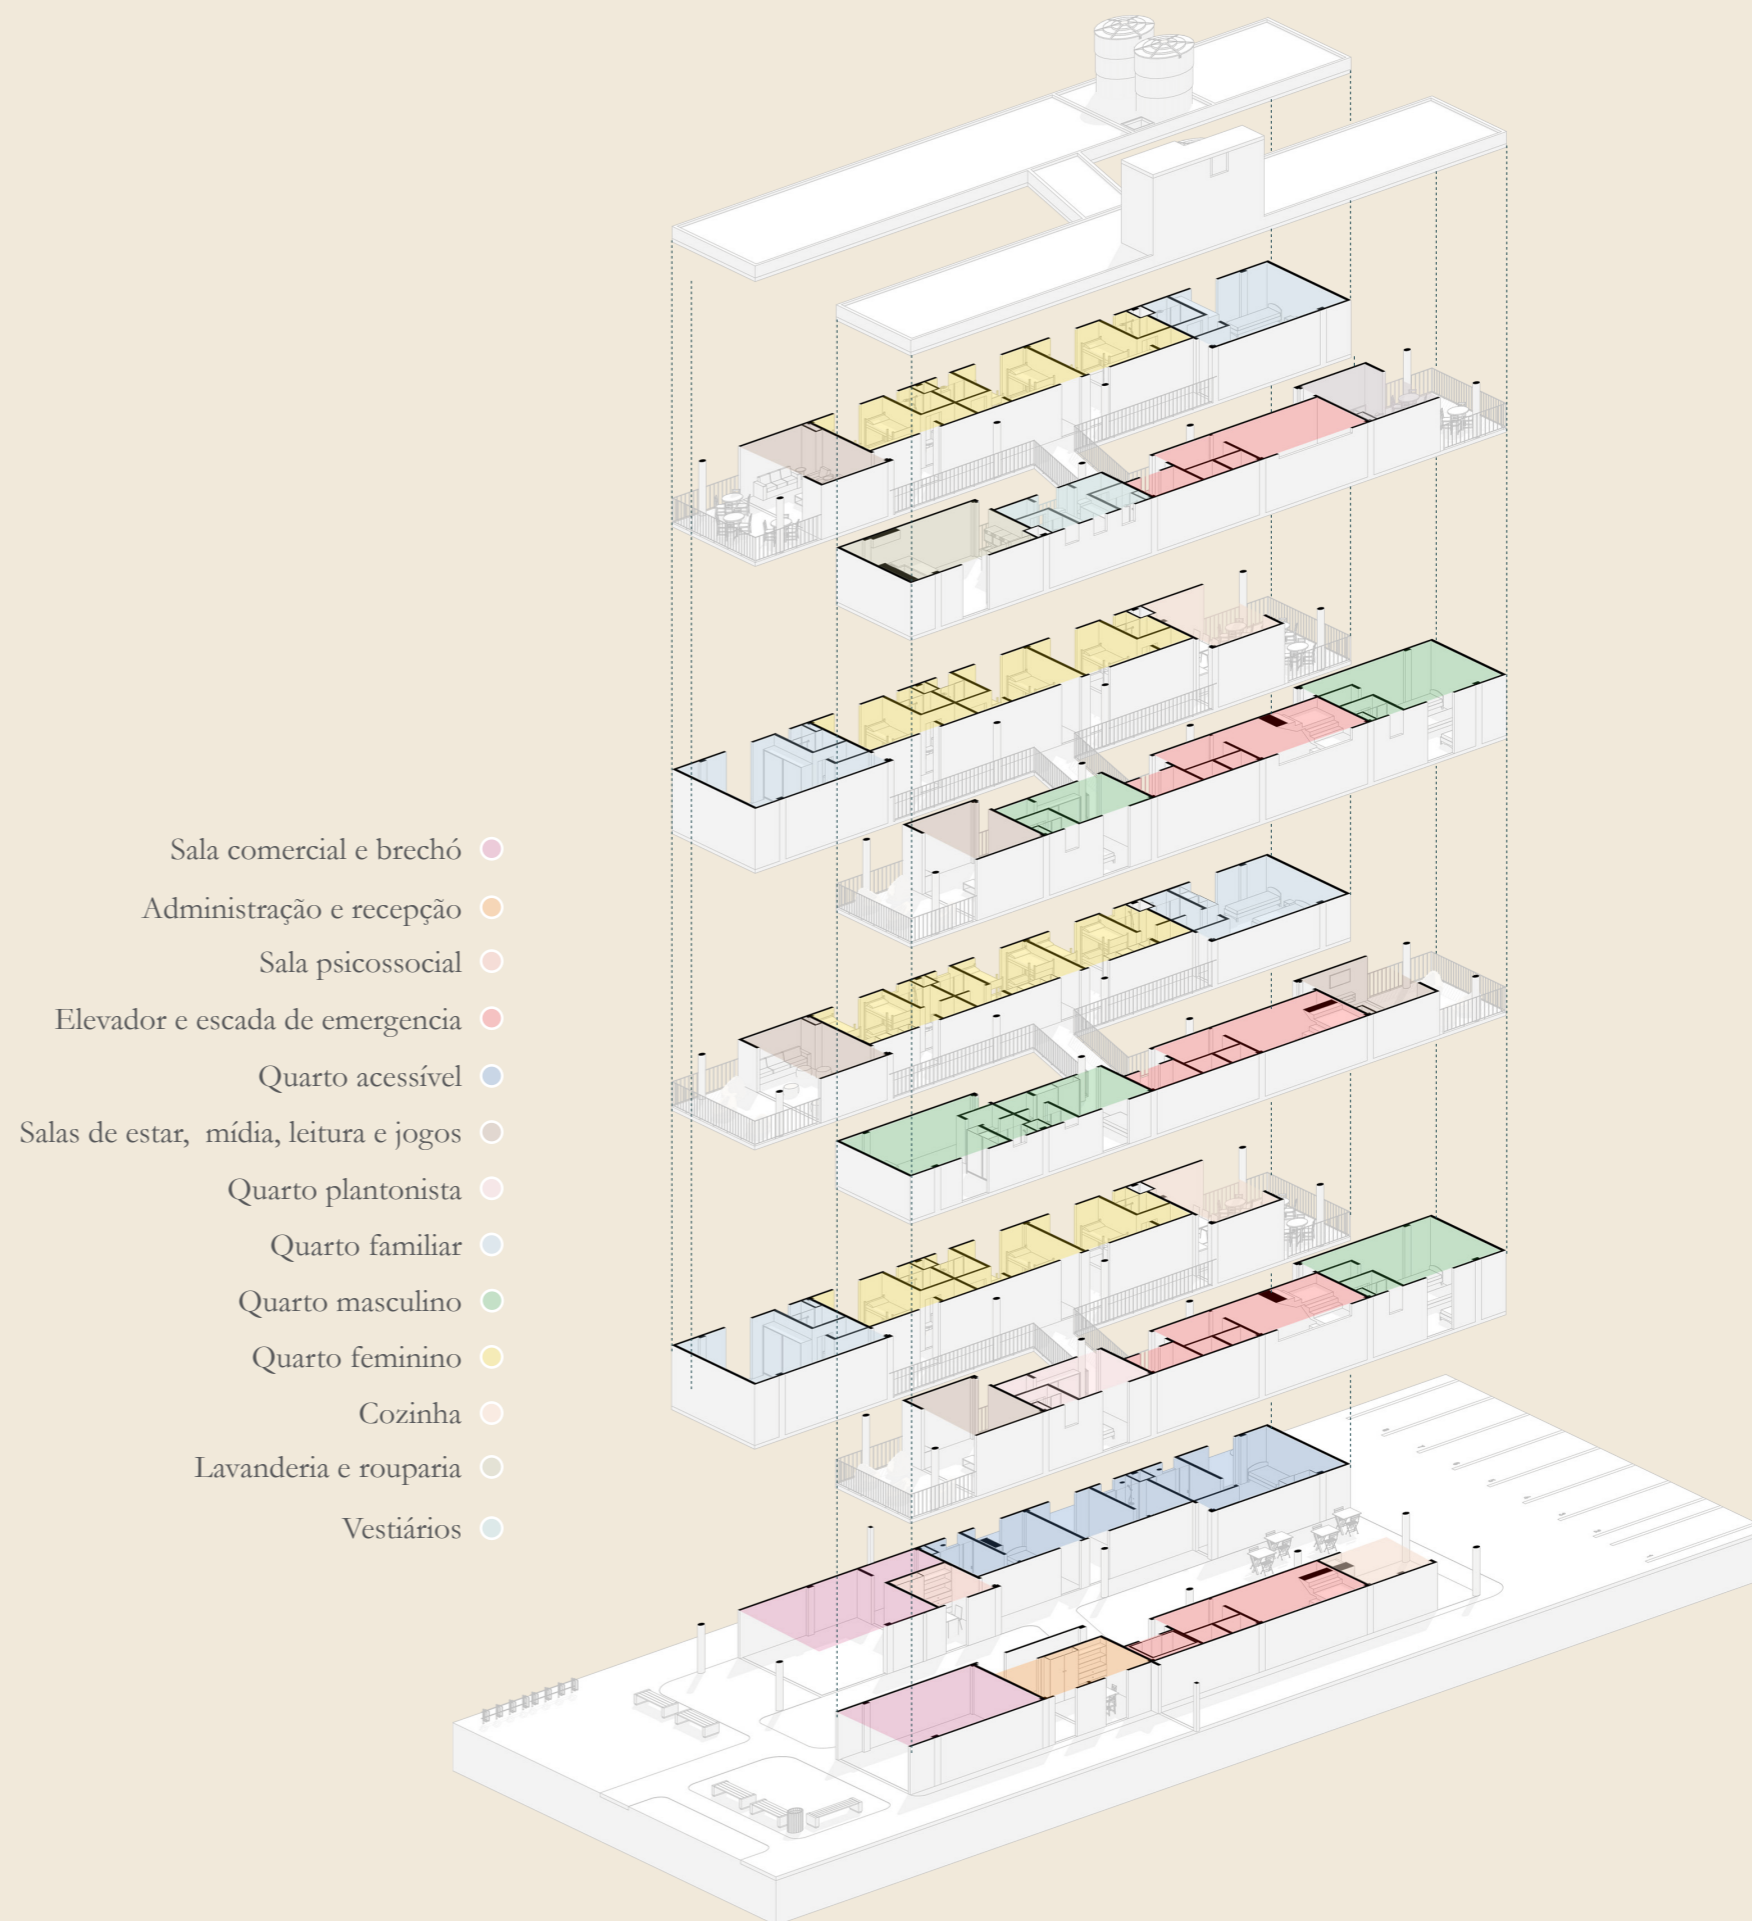 Sala comercial e brechó
Administração e recepção
Sala psicossocial
Elevador e escada de emergencia
Quarto acessível
Salas de estar, mídia, leitura e jogos
Quarto plantonista
Quarto familiar
Quarto masculino
Quarto feminino
Cozinha
Lavanderia e rouparia
Vestiários